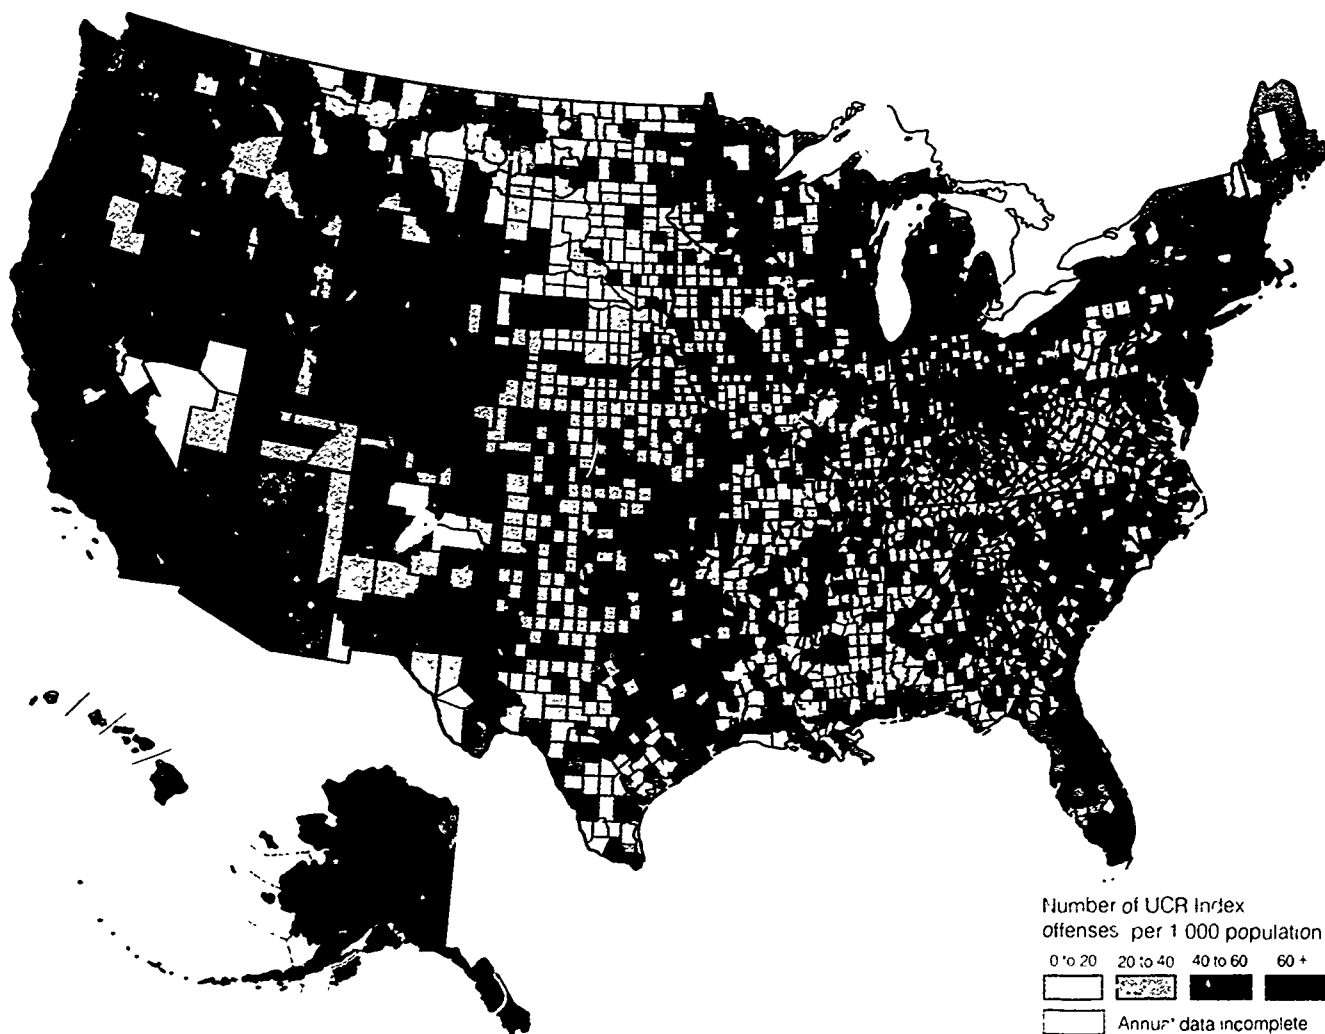 Number of UCR Index
offenses per 1 000 population
0 to 20 20 to 40 40 to 60 60 +
Annual data incomplete